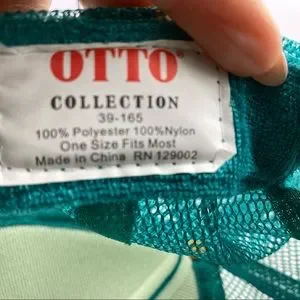 OTTO
COLLECTION
39-165
100% Polyester 100%Nylon
One Size Fits Most
Made in China RN 129002